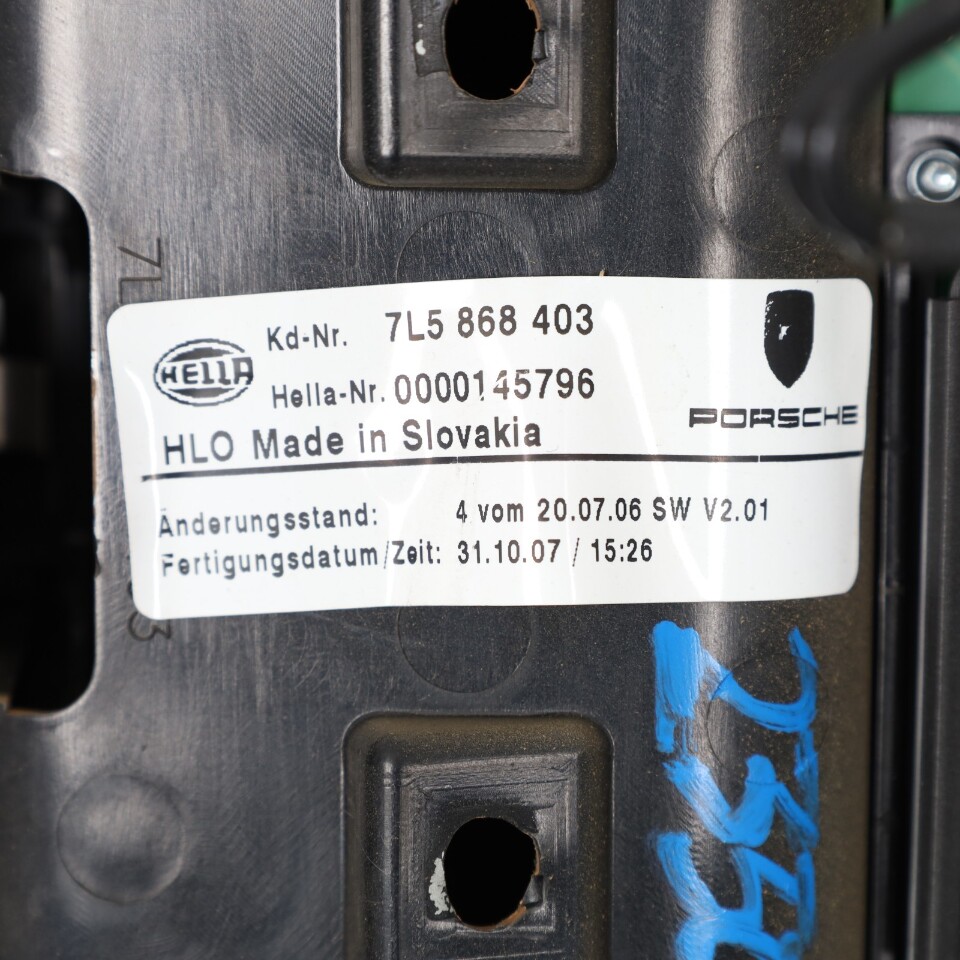 HELLA
Kd-Nr. 7L5 868 403
Hella-Nr. 0000145796
HLO Made in Slovakia
PORSCHE
Änderungsstand: 4 vom 20.07.06 SW V2.01
Fertigungsdatum/Zeit: 31.10.07 / 15:26